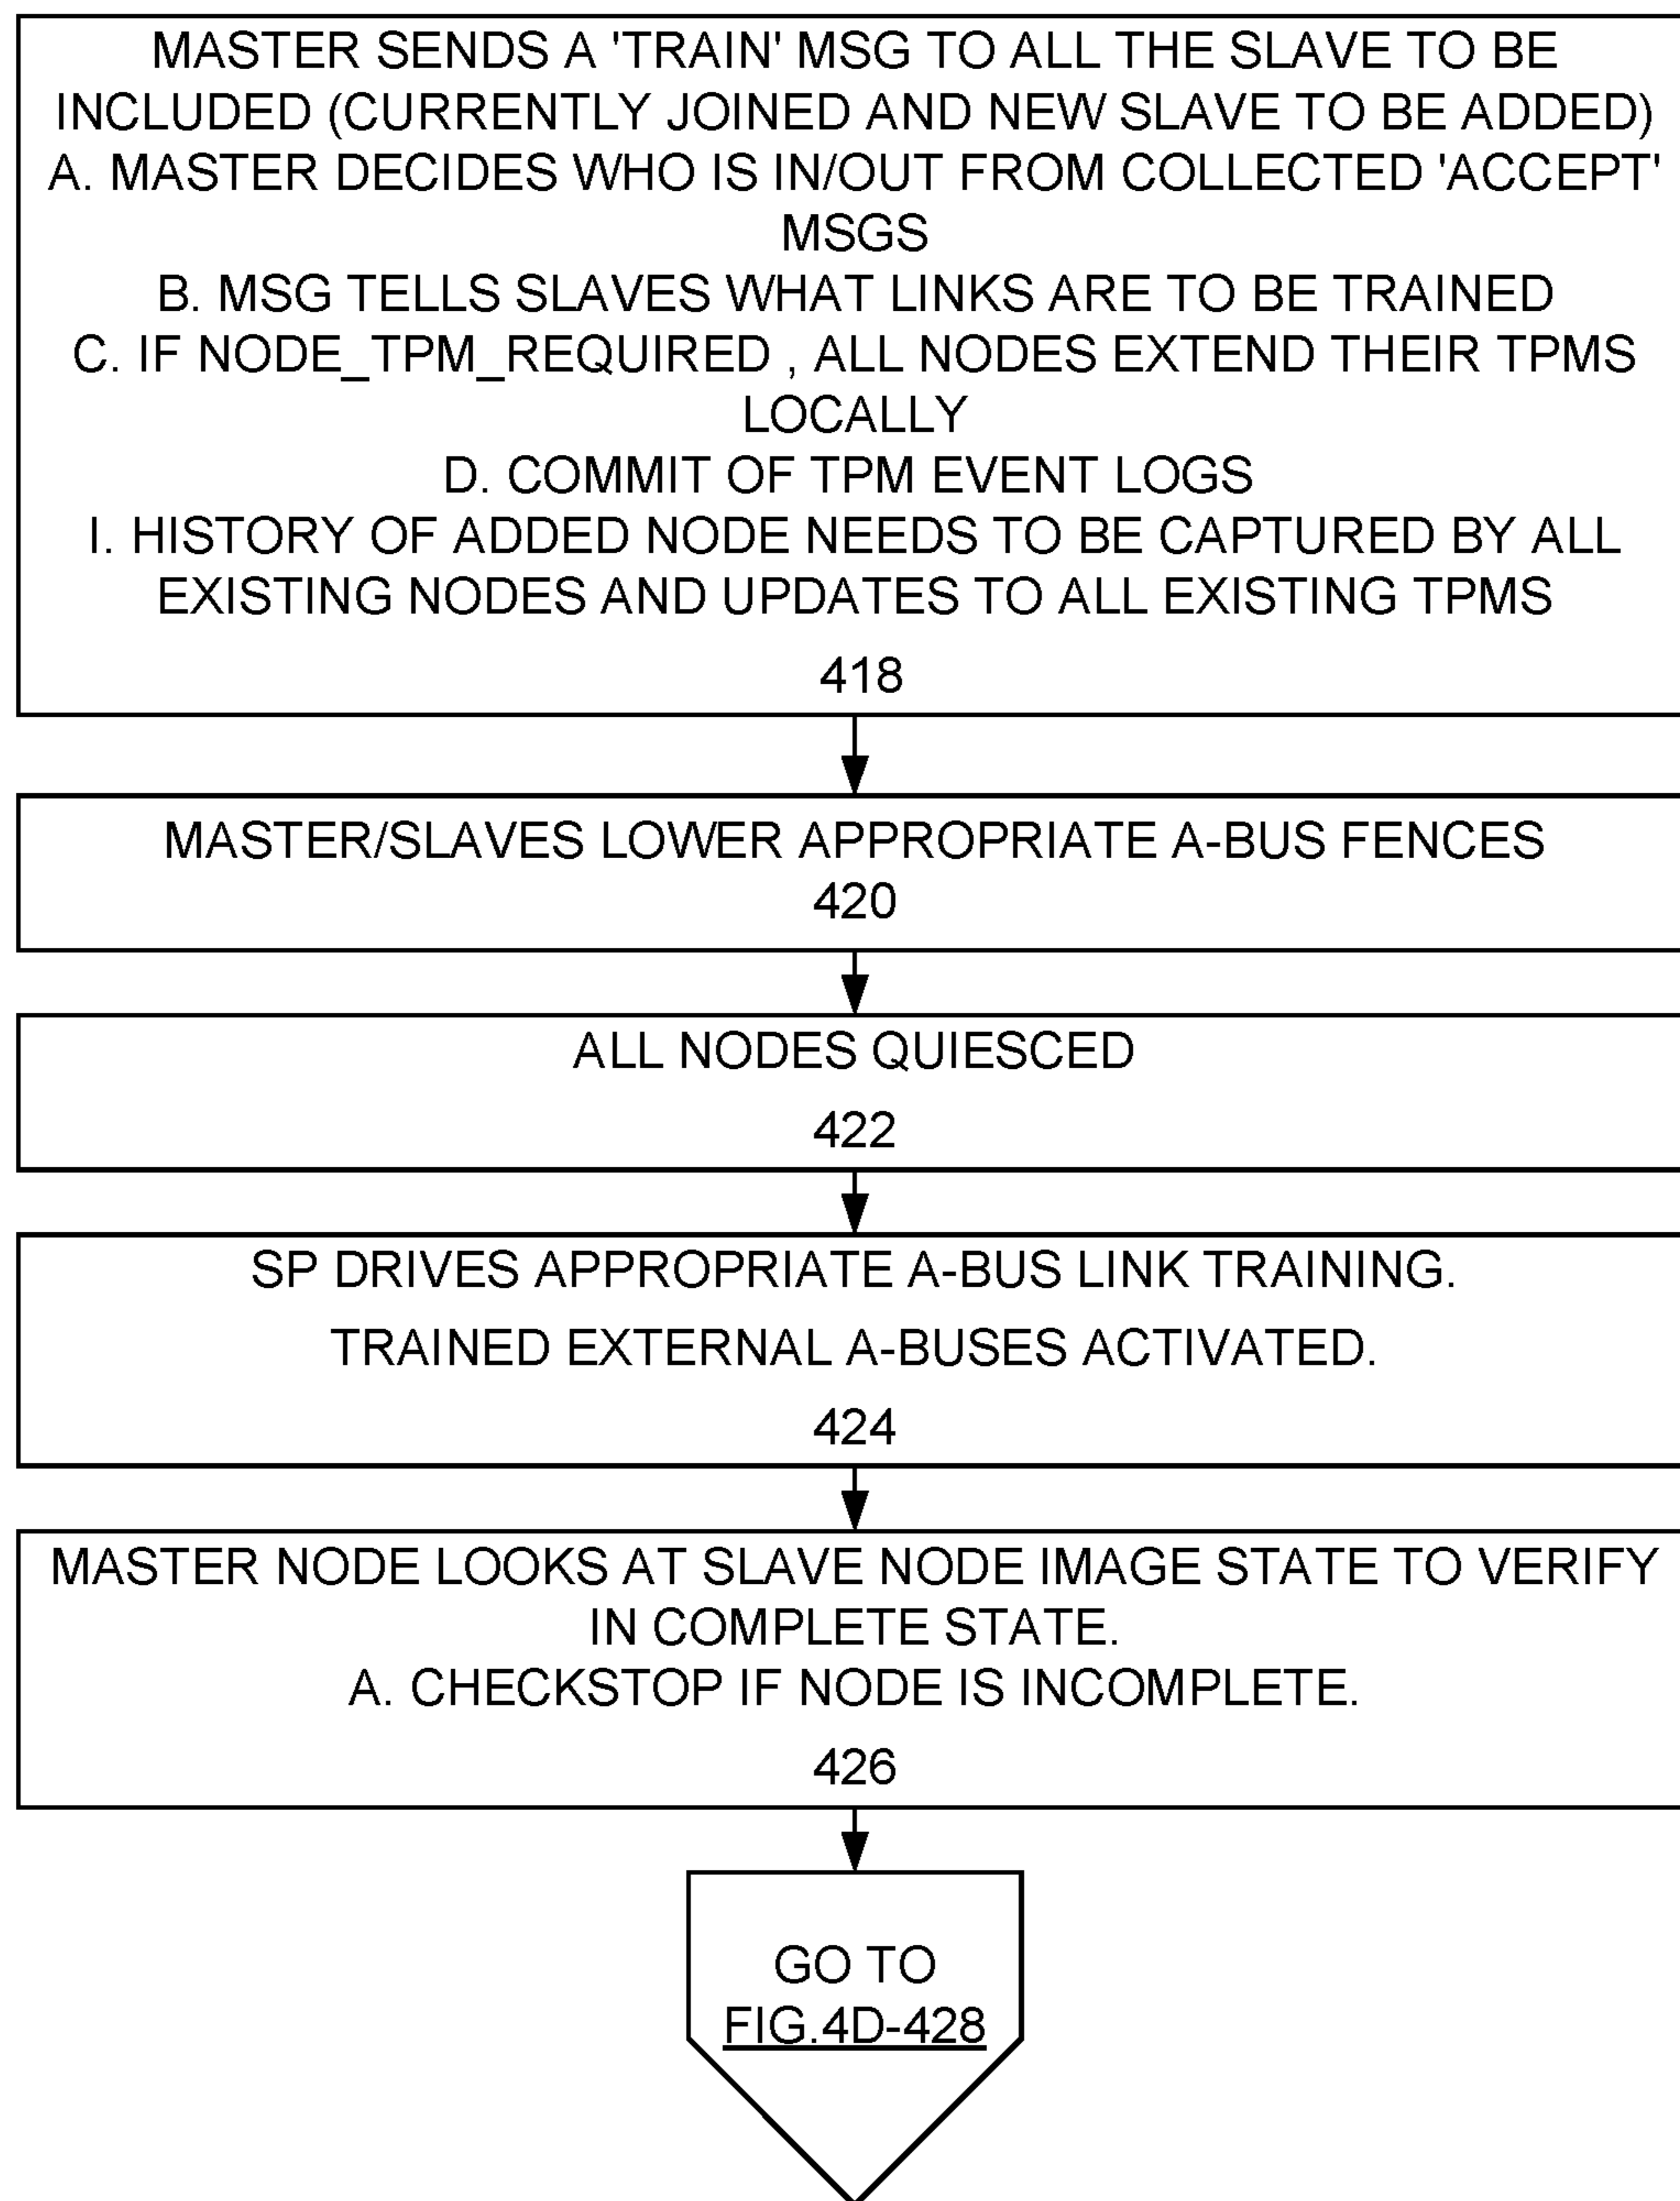 MASTER SENDS A 'TRAIN' MSG TO ALL THE SLAVE TO BE
INCLUDED (CURRENTLY JOINED AND NEW SLAVE TO BE ADDED)
A. MASTER DECIDES WHO IS IN/OUT FROM COLLECTED 'ACCEPT'
MSGS
B. MSG TELLS SLAVES WHAT LINKS ARE TO BE TRAINED
C. IF NODE_TPM_REQUIRED , ALL NODES EXTEND THEIR TPMS
LOCALLY
D. COMMIT OF TPM EVENT LOGS
I. HISTORY OF ADDED NODE NEEDS TO BE CAPTURED BY ALL
EXISTING NODES AND UPDATES TO ALL EXISTING TPMS
418
MASTER/SLAVES LOWER APPROPRIATE A-BUS FENCES
420
ALL NODES QUIESCED
422
SP DRIVES APPROPRIATE A-BUS LINK TRAINING.
TRAINED EXTERNAL A-BUSES ACTIVATED.
424
MASTER NODE LOOKS AT SLAVE NODE IMAGE STATE TO VERIFY
IN COMPLETE STATE.
A. CHECKSTOP IF NODE IS INCOMPLETE.
426
GO TO
FIG.4D-428